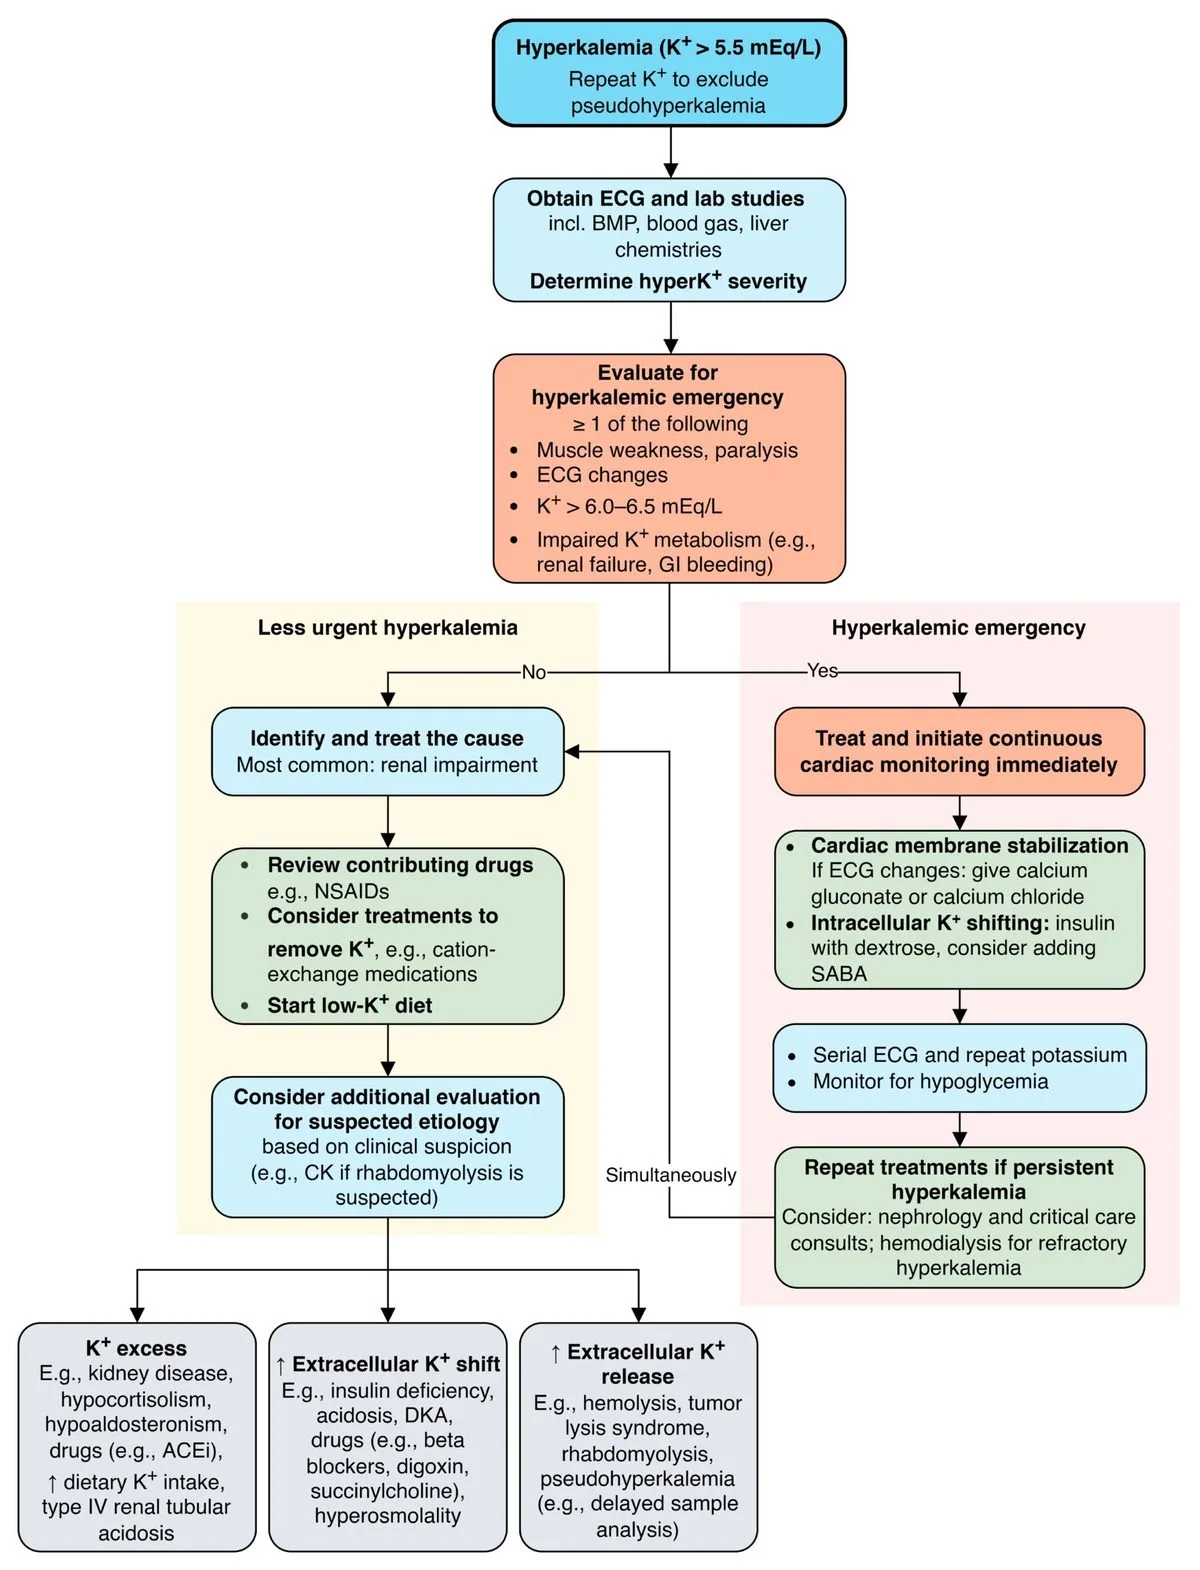 Hyperkalemia (K⁺ > 5.5 mEq/L)
Repeat K⁺ to exclude
pseudohyperkalemia
Obtain ECG and lab studies
incl. BMP, blood gas, liver
chemistries
Determine hyperK⁺ severity
Evaluate for
hyperkalemic emergency
≥ 1 of the following
• Muscle weakness, paralysis
• ECG changes
• K⁺ > 6.0–6.5 mEq/L
• Impaired K⁺ metabolism (e.g.,
renal failure, GI bleeding)
Less urgent hyperkalemia
No
Identify and treat the cause
Most common: renal impairment
• Review contributing drugs
e.g., NSAIDs
• Consider treatments to
remove K⁺, e.g., cation-
exchange medications
• Start low-K⁺ diet
Consider additional evaluation
for suspected etiology
based on clinical suspicion
(e.g., CK if rhabdomyolysis is
suspected)
Hyperkalemic emergency
Yes
Treat and initiate continuous
cardiac monitoring immediately
• Cardiac membrane stabilization
If ECG changes: give calcium
gluconate or calcium chloride
• Intracellular K⁺ shifting: insulin
with dextrose, consider adding
SABA
• Serial ECG and repeat potassium
• Monitor for hypoglycemia
Repeat treatments if persistent
hyperkalemia
Consider: nephrology and critical care
consults; hemodialysis for refractory
hyperkalemia
Simultaneously
K⁺ excess
E.g., kidney disease,
hypocortisolism,
hypoaldosteronism,
drugs (e.g., ACEi),
↑ dietary K⁺ intake,
type IV renal tubular
acidosis
↑ Extracellular K⁺ shift
E.g., insulin deficiency,
acidosis, DKA,
drugs (e.g., beta
blockers, digoxin,
succinylcholine),
hyperosmolality
↑ Extracellular K⁺
release
E.g., hemolysis, tumor
lysis syndrome,
rhabdomyolysis,
pseudohyperkalemia
(e.g., delayed sample
analysis)